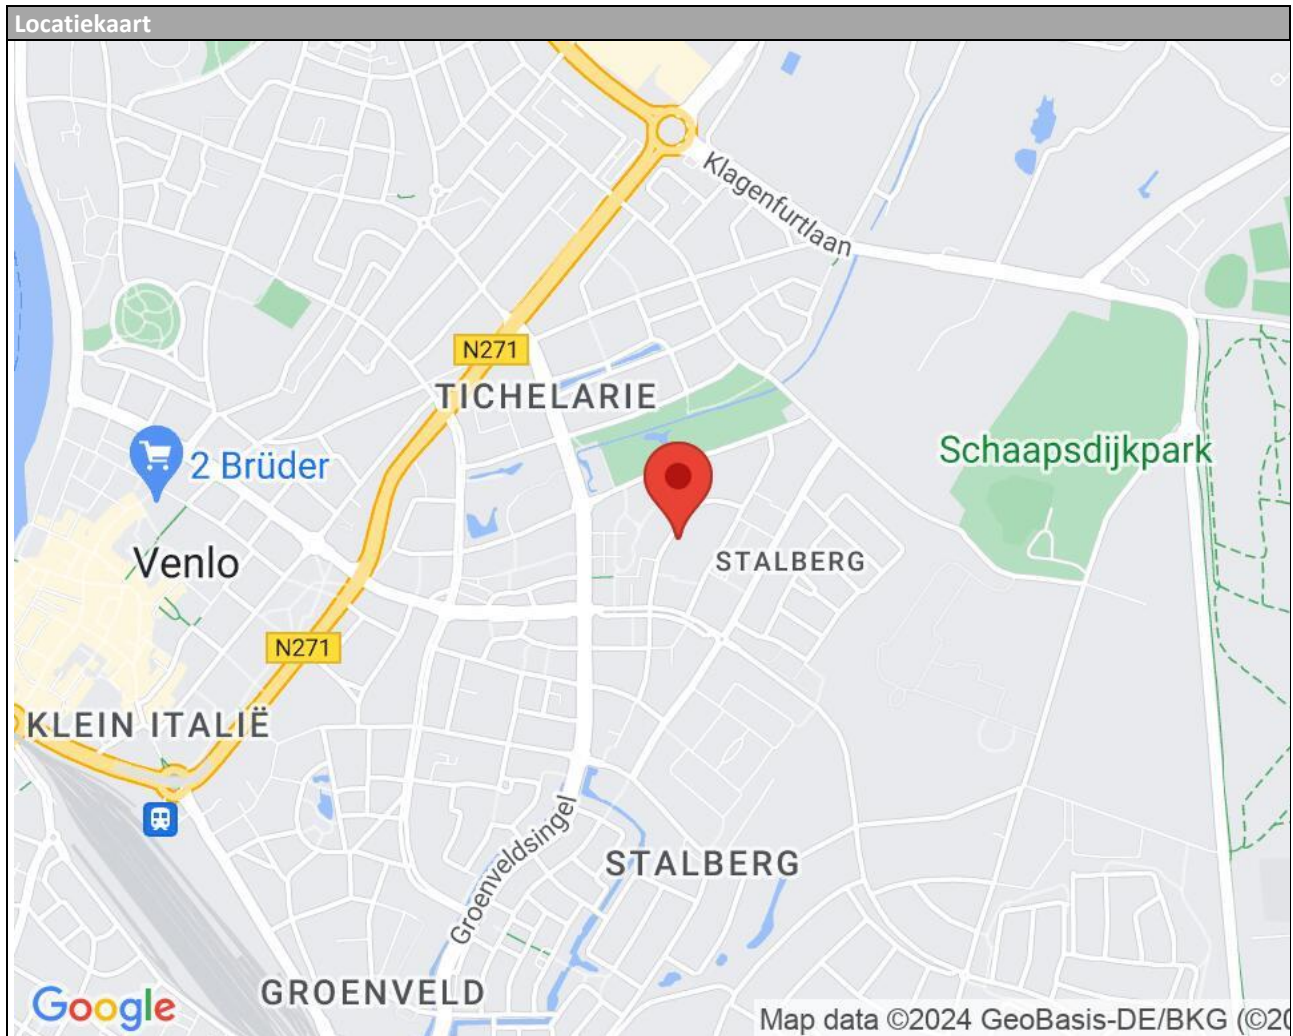 Locatiekaart
Klagenfurtlaan
N271
TICHELARIE
Schaapsdijkpark
2 Brüder
Venlo
STALBERG
N271
KLEIN ITALIË
Groenveldsingel
STALBERG
GROENVELD
Google
Map data ©2024 GeoBasis-DE/BKG (©20